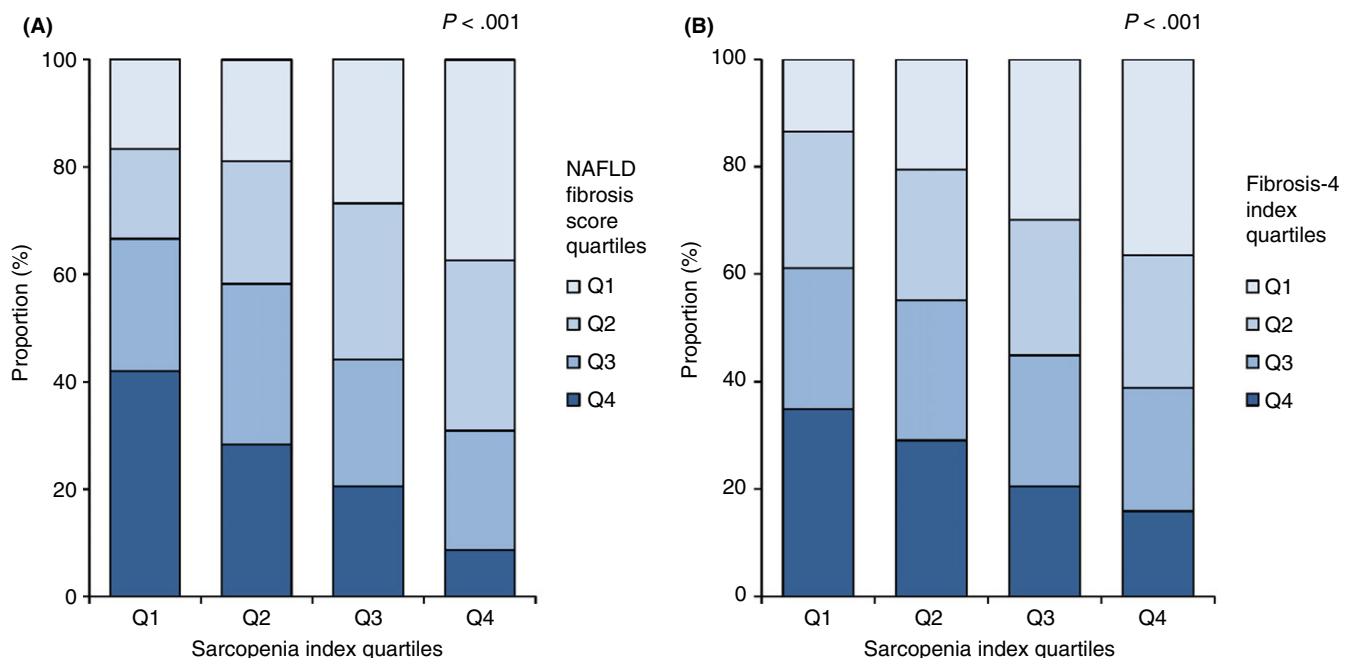 (A)
P < .001
100
80
60
40
20
0
Proportion (%)
Q1 Q2 Q3 Q4
Sarcopenia index quartiles
NAFLD
fibrosis
score
quartiles
Q1
Q2
Q3
Q4
(B)
P < .001
100
80
60
40
20
0
Proportion (%)
Q1 Q2 Q3 Q4
Sarcopenia index quartiles
Fibrosis-4
index
quartiles
Q1
Q2
Q3
Q4